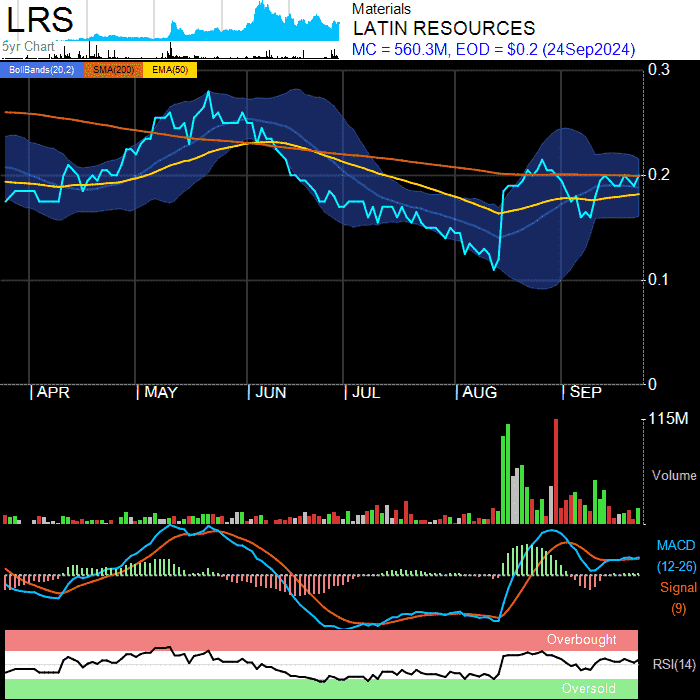 LRS
5yr Chart
Materials
LATIN RESOURCES
MC = 560.3M, EOD = $0.2 (24Sep2024)
BollBands(20,2) SMA(200) EMA(50)
0.3
0.2
0.1
0
APR MAY JUN JUL AUG SEP
115M
Volume
MACD
(12-26)
Signal
(9)
Overbought
RSI(14)
Oversold